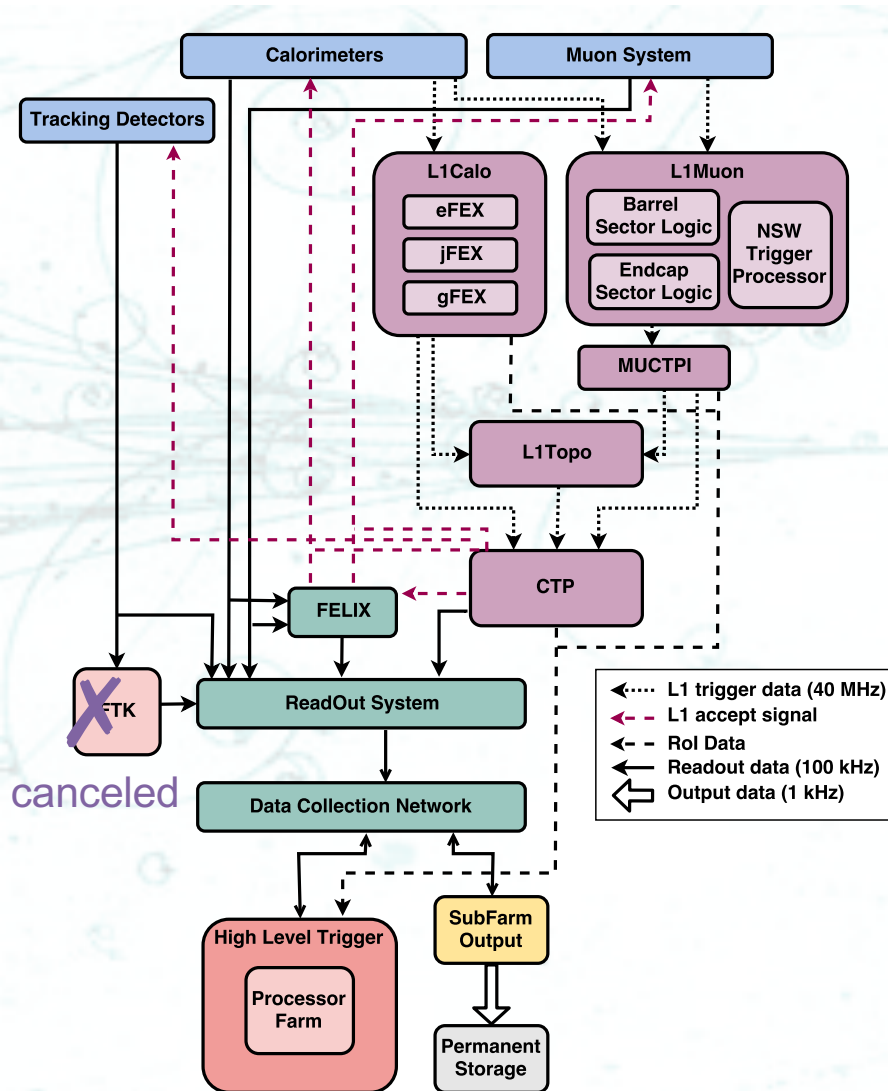 Calorimeters
Muon System
Tracking Detectors
L1Calo
eFEX
jFEX
gFEX
L1Muon
Barrel
Sector Logic
Endcap
Sector Logic
NSW
Trigger
Processor
MUCTPI
L1Topo
CTP
FELIX
FTK
canceled
ReadOut System
Data Collection Network
L1 trigger data (40 MHz)
L1 accept signal
RoI Data
Readout data (100 kHz)
Output data (1 kHz)
High Level Trigger
Processor
Farm
SubFarm
Output
Permanent
Storage